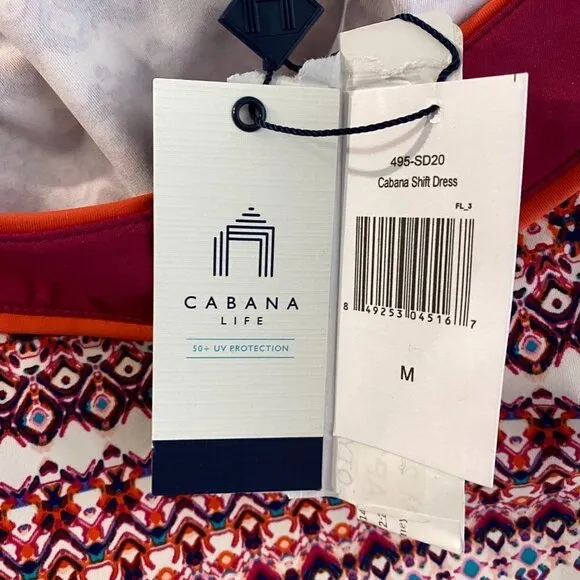 CABANA
LIFE
50+ UV PROTECTION
495-SD20
Cabana Shift Dress
FL_3
8 49253 04516 7
M